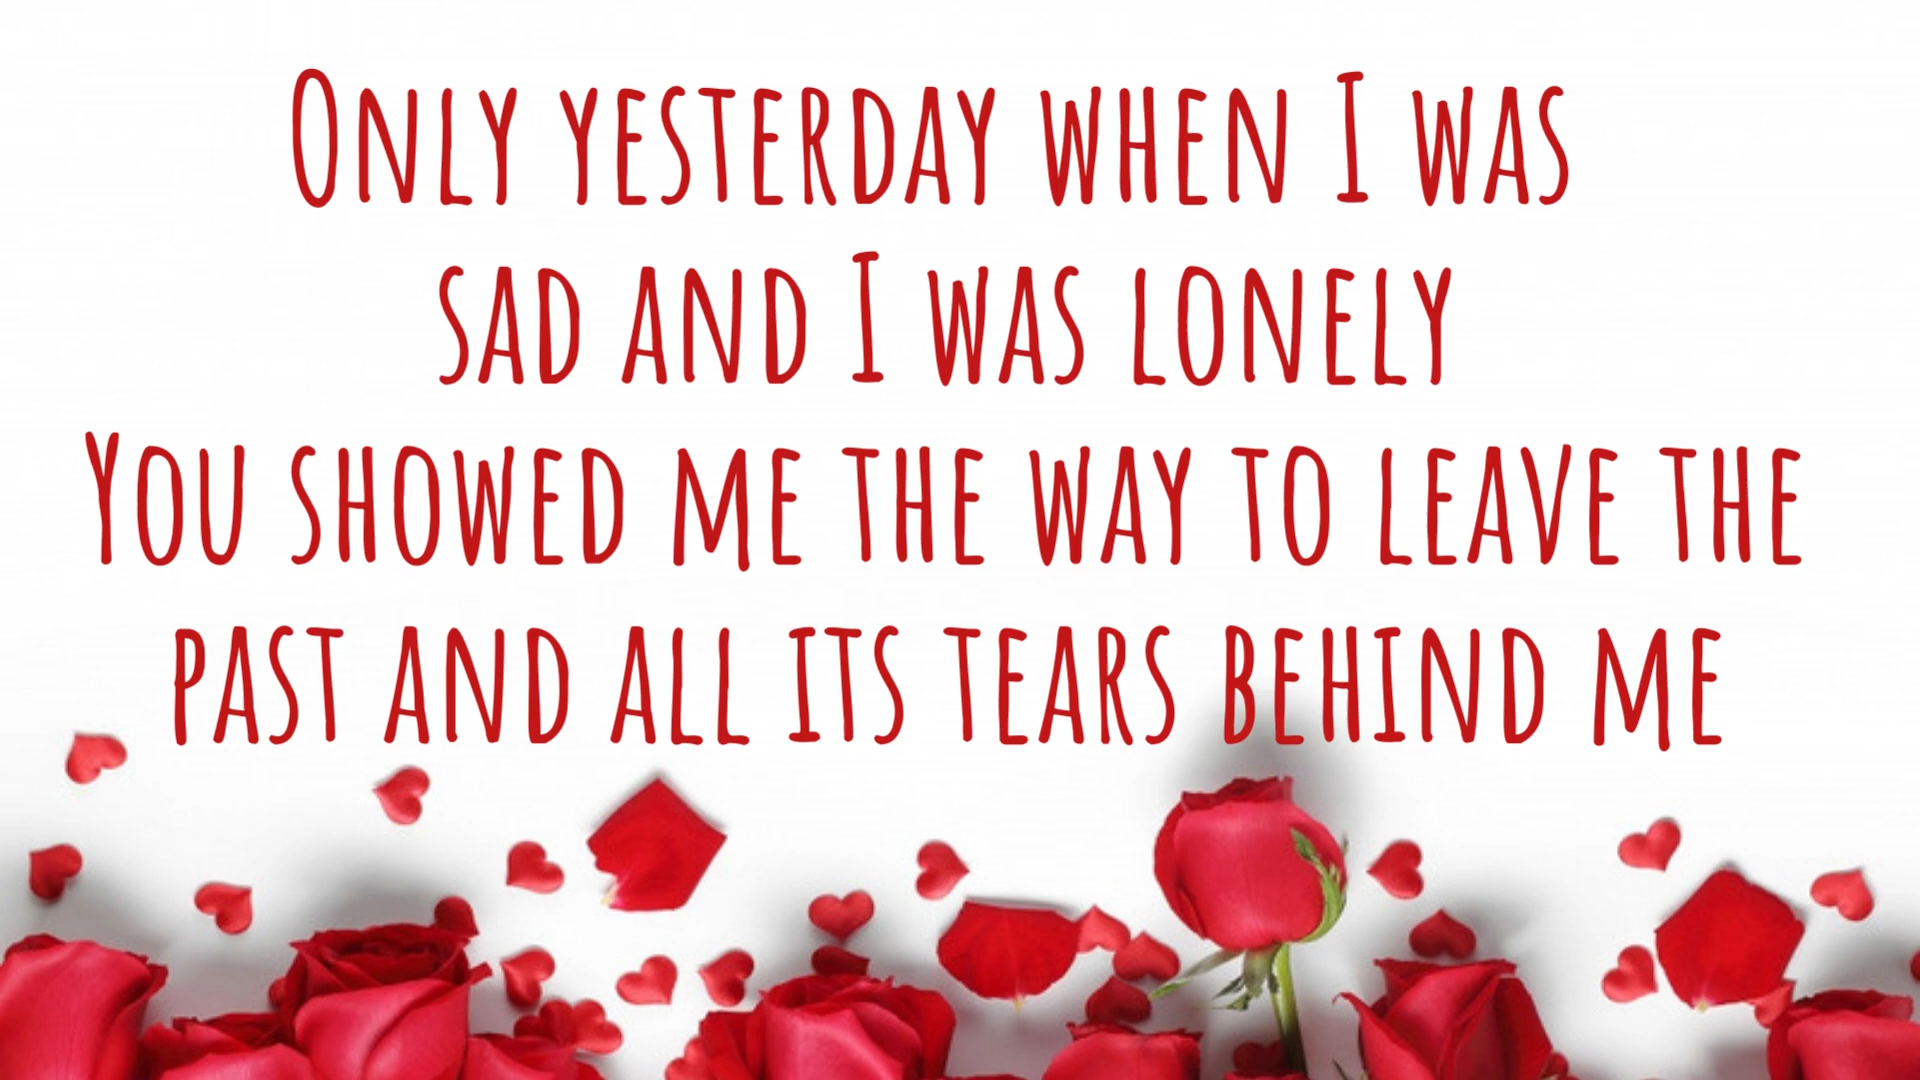 Only yesterday when I was
sad and I was lonely
You showed me the way to leave the
past and all its tears behind me